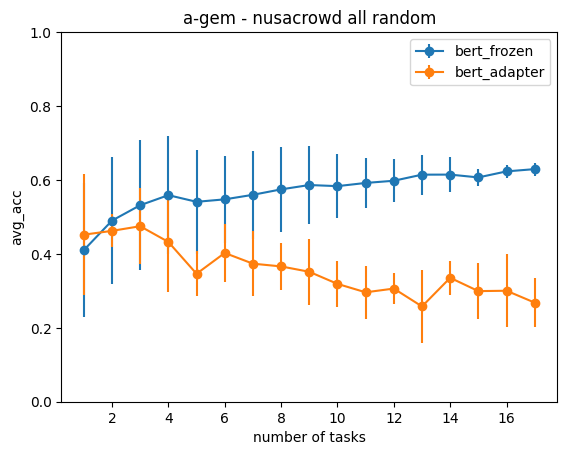 a-gem - nusacrowd all random
bert_frozen
bert_adapter
avg_acc
1.0
0.8
0.6
0.4
0.2
0.0
2 4 6 8 10 12 14 16
number of tasks